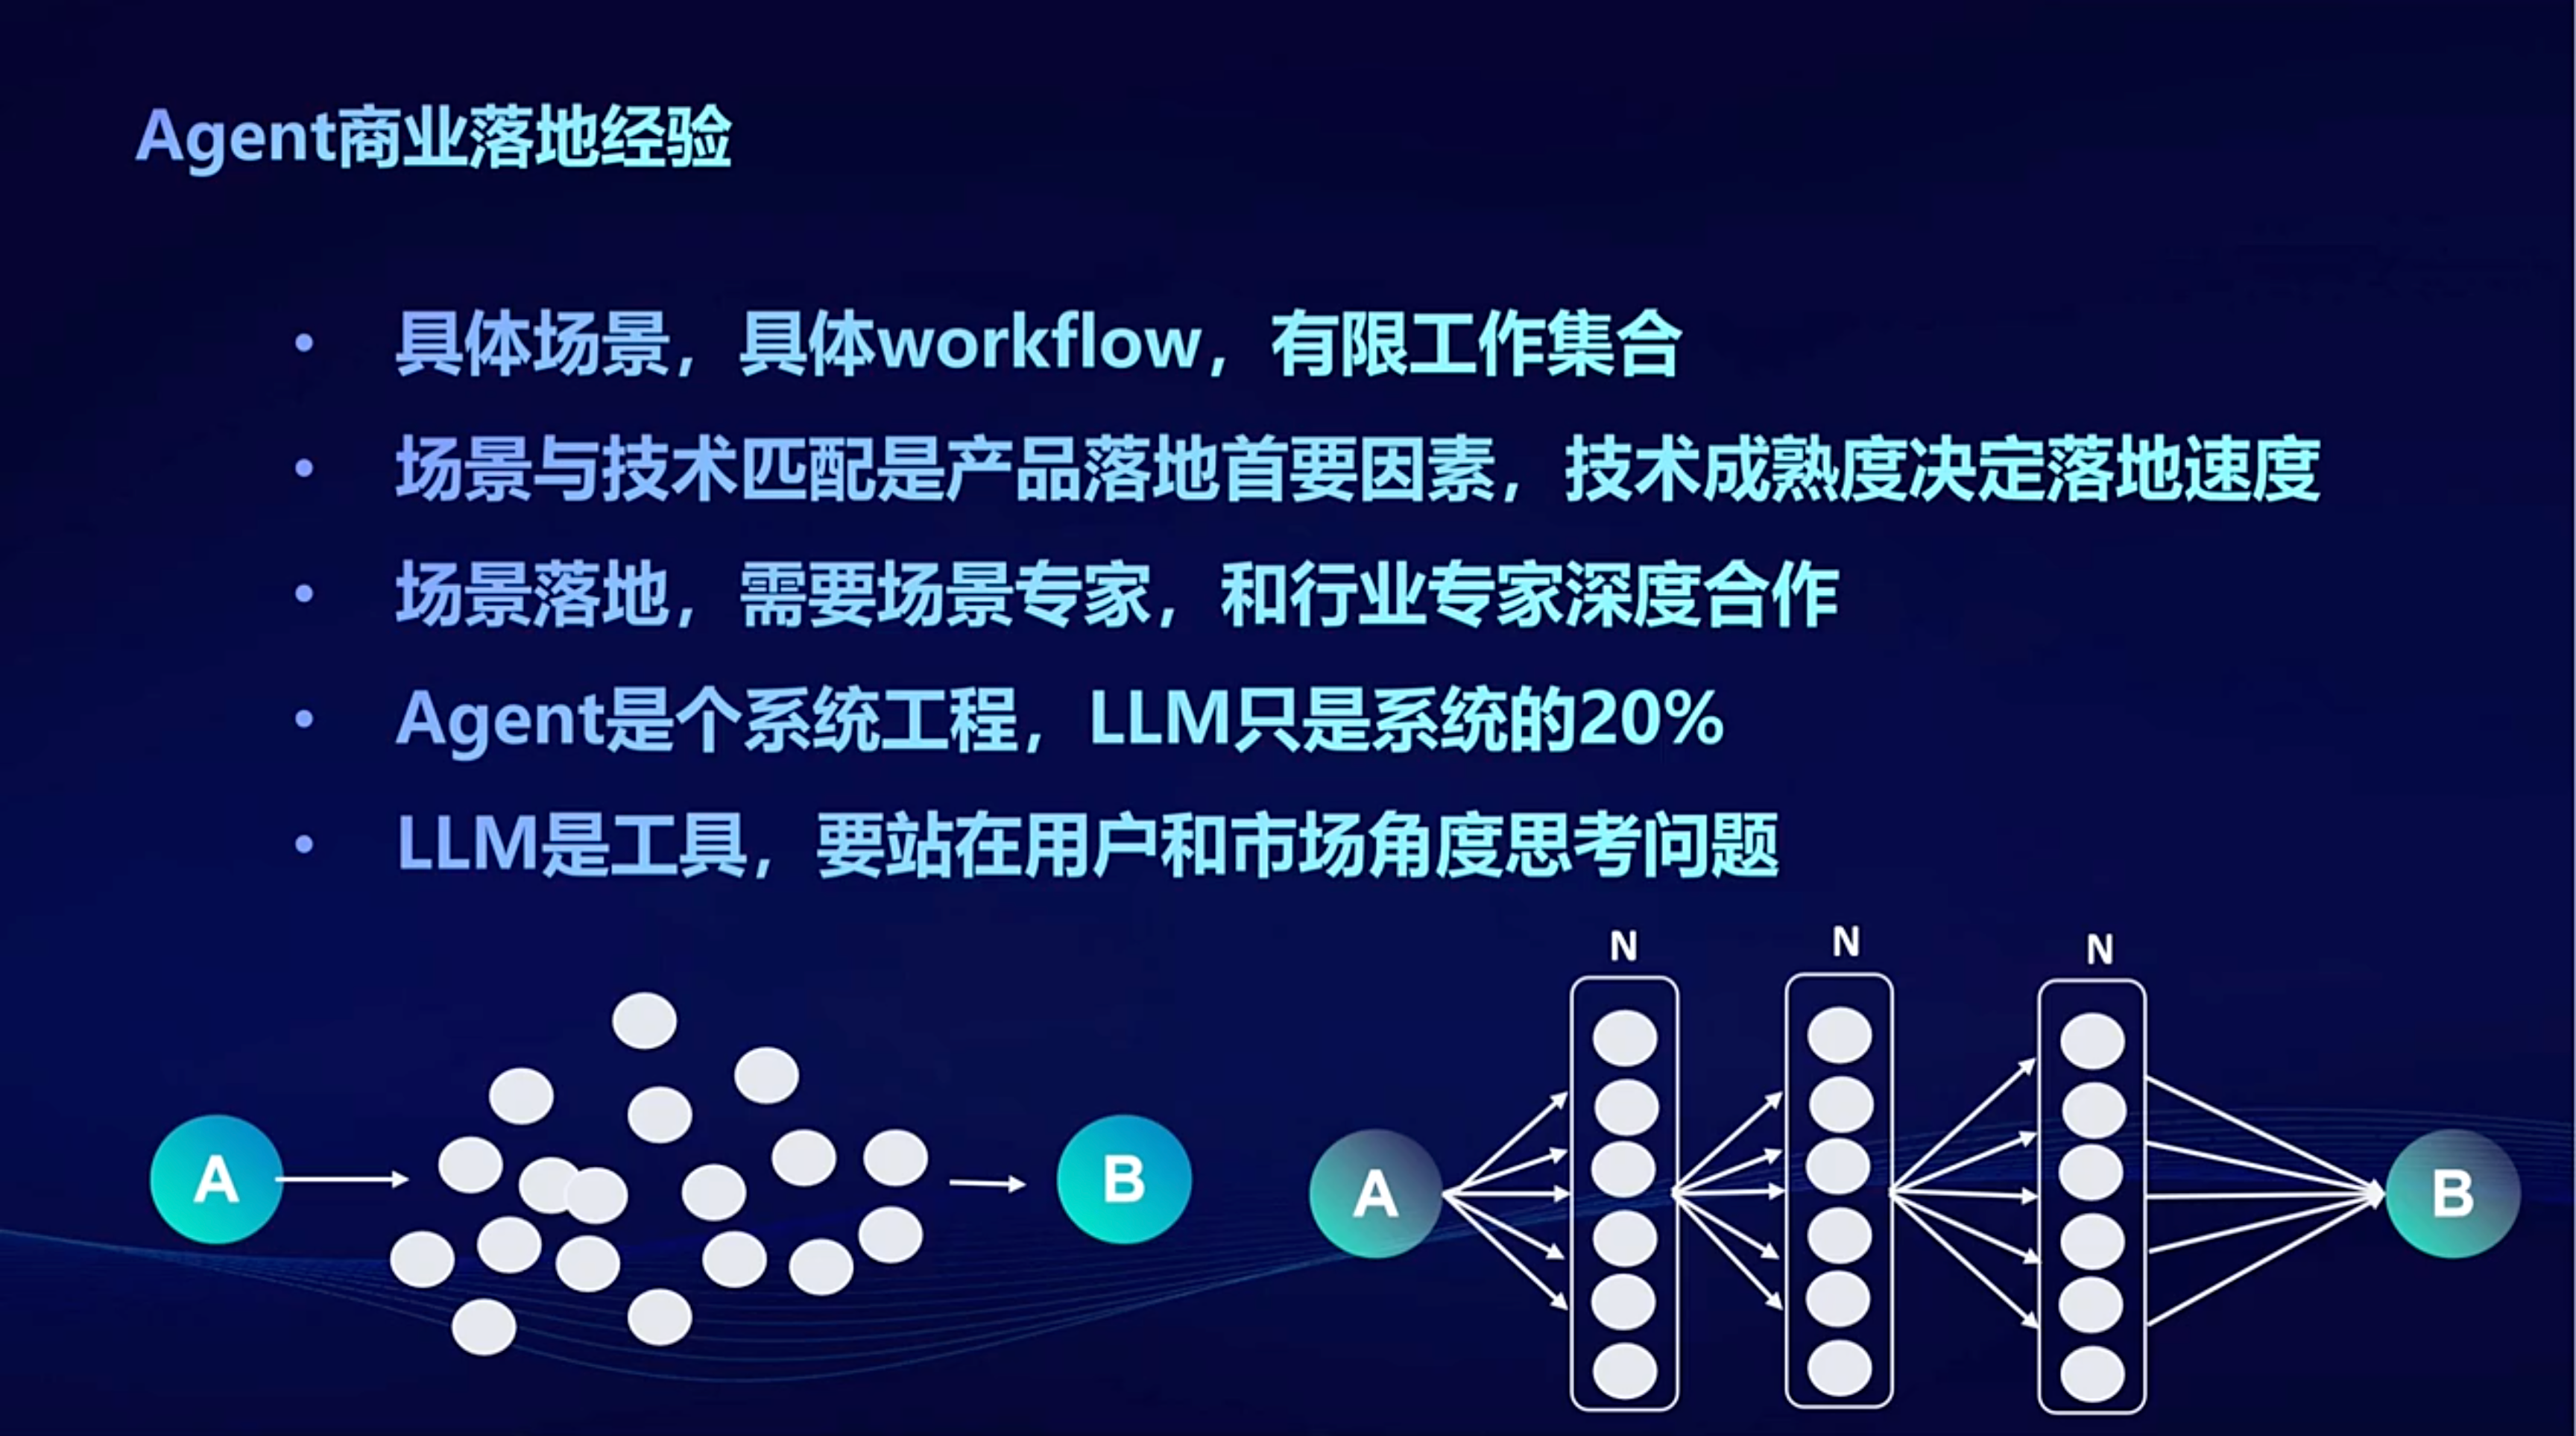 Agent商业落地经验
• 具体场景，具体workflow，有限工作集合
• 场景与技术匹配是产品落地首要因素，技术成熟度决定落地速度
• 场景落地，需要场景专家，和行业专家深度合作
• Agent是个系统工程，LLM只是系统的20%
• LLM是工具，要站在用户和市场角度思考问题
A
B
N
N
N
A
B